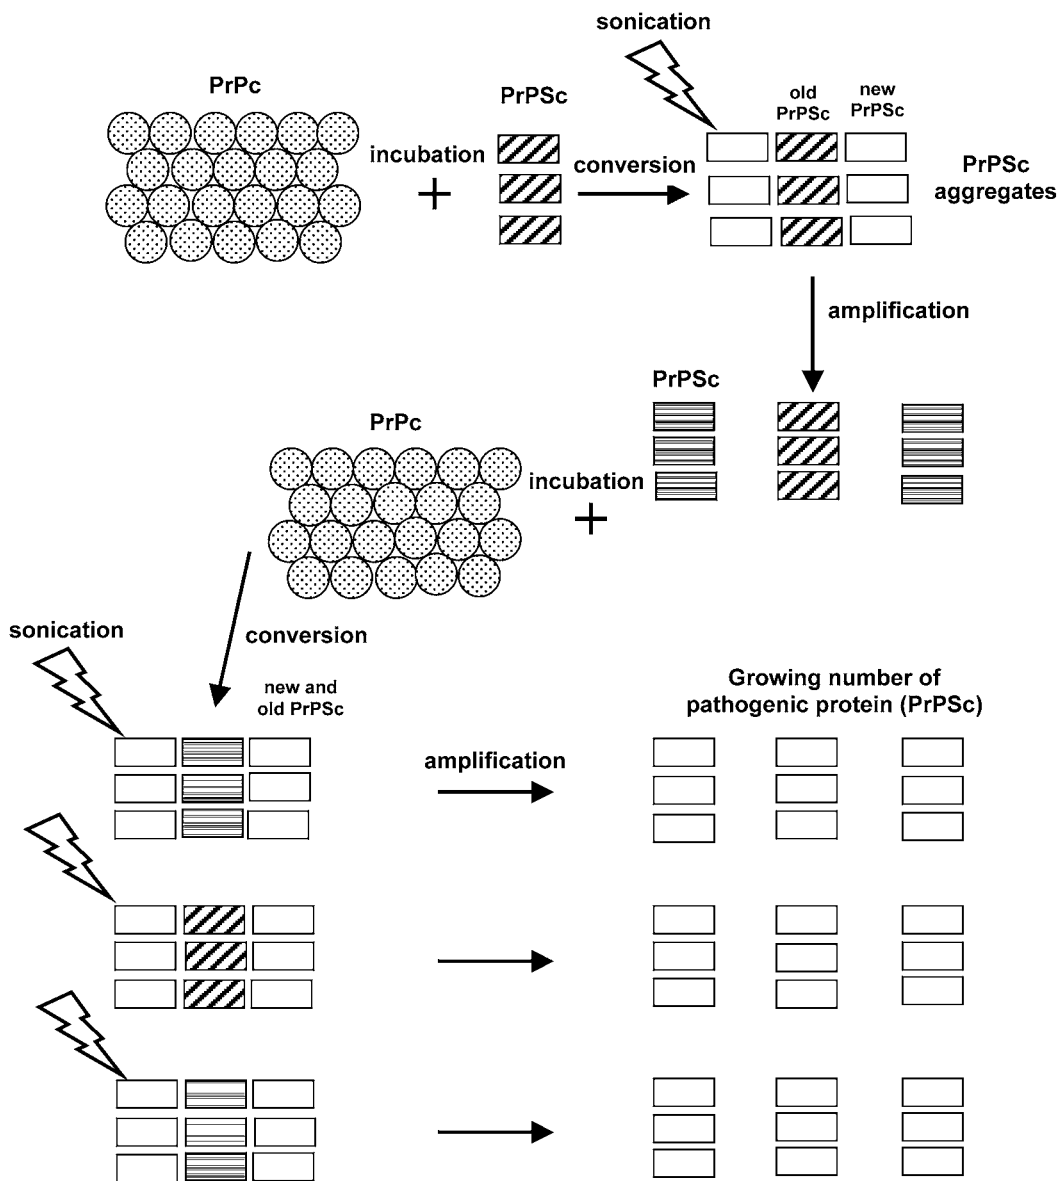 sonication
PrPc
PrPSc
old
PrPSc
new
PrPSc
incubation
conversion
PrPSc
aggregates
amplification
PrPSc
PrPc
incubation
sonication
conversion
new and
old PrPSc
Growing number of
pathogenic protein (PrPSc)
amplification